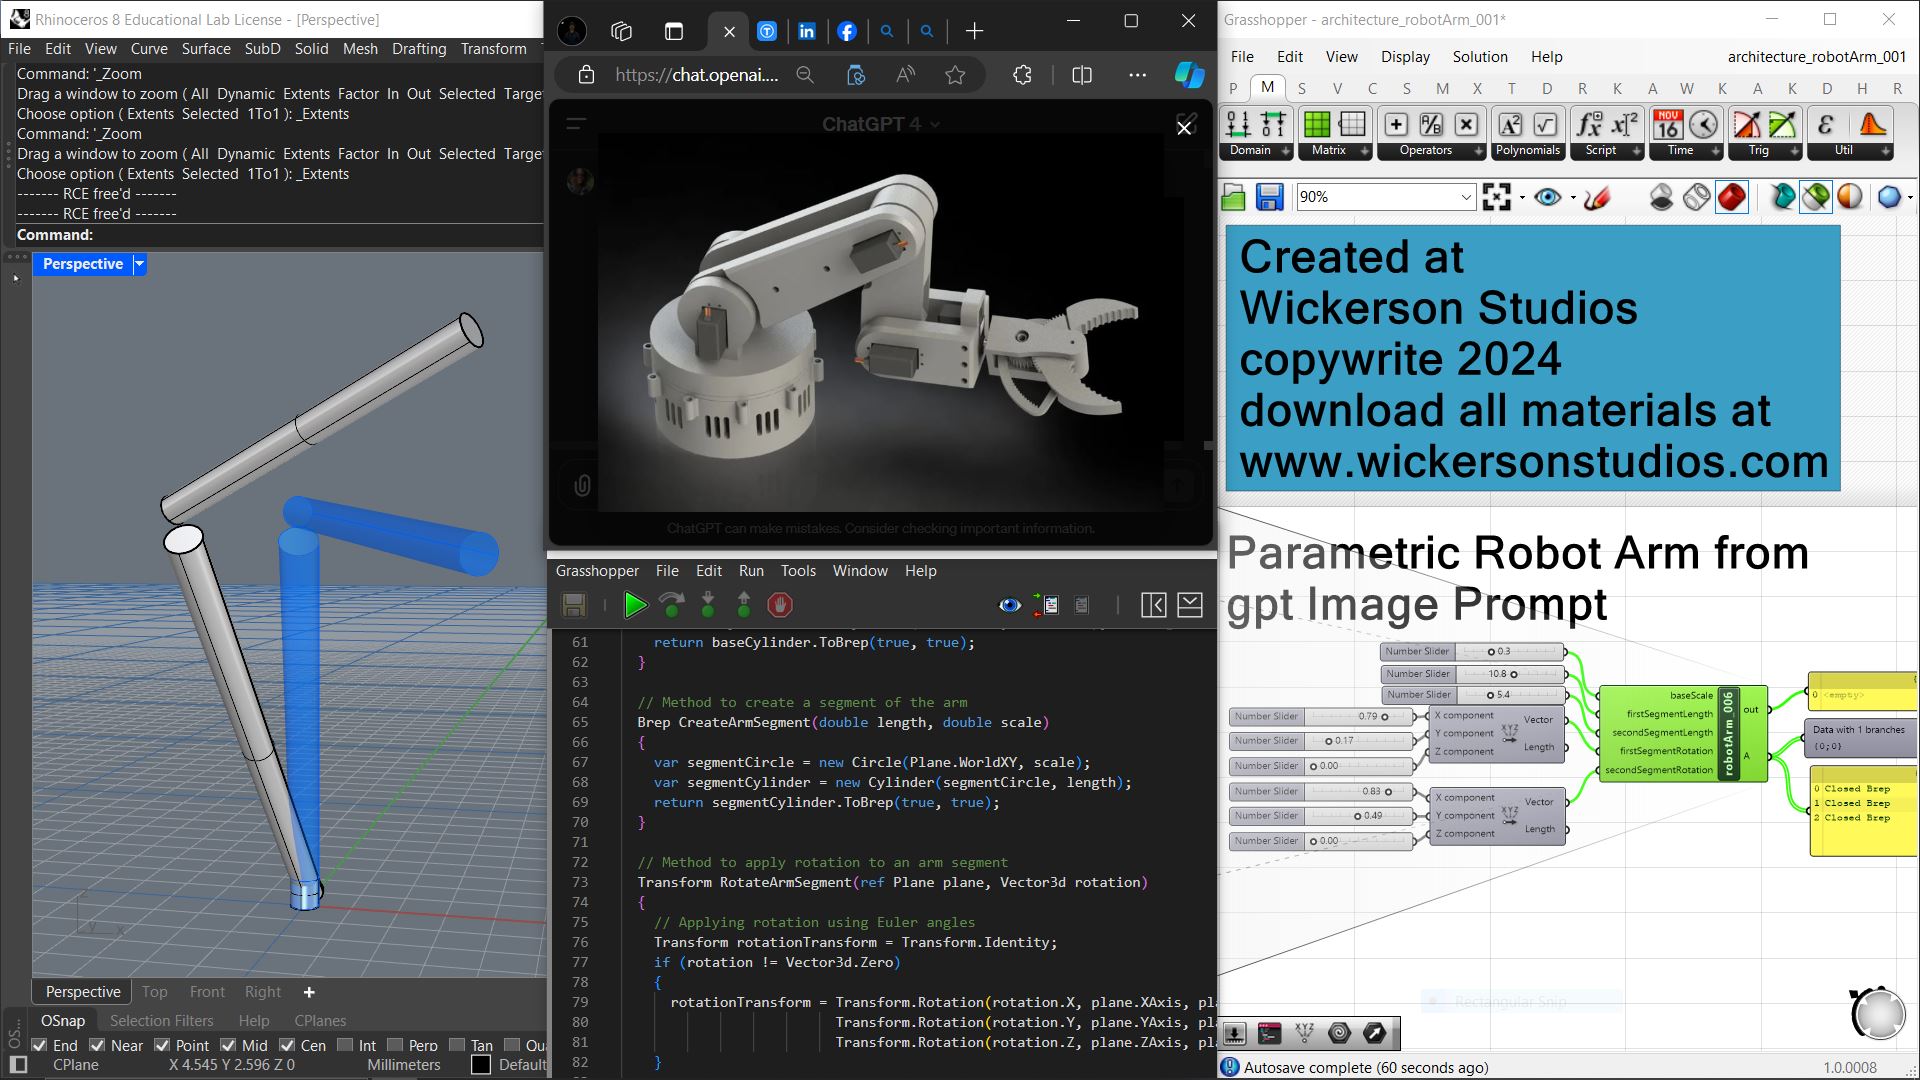 Rhinoceros 8 Educational Lab License - [Perspective]
File Edit View Curve Surface SubD Solid Mesh Drafting Transform
Command: '_Zoom
Drag a window to zoom ( All Dynamic Extents Factor In Out Selected Targe
Choose option ( Extents Selected 1To1 ): _Extents
Command: '_Zoom
Drag a window to zoom ( All Dynamic Extents Factor In Out Selected Targe
Choose option ( Extents Selected 1To1 ): _Extents
------- RCE free'd -------
------- RCE free'd -------
Command:
Perspective
y x
Perspective Top Front Right +
OSnap Selection Filters Help CPlanes
OS...
End Near Point Mid Cen Int Perp Tan Qua
CPlane X 4.545 Y 2.596 Z 0 Millimeters Default
https://chat.openai....
ChatGPT 4
ChatGPT can make mistakes. Consider checking important information.
Grasshopper File Edit Run Tools Window Help
61 return baseCylinder.ToBrep(true, true);
62 }
63
64 // Method to create a segment of the arm
65 Brep CreateArmSegment(double length, double scale)
66 {
67 var segmentCircle = new Circle(Plane.WorldXY, scale);
68 var segmentCylinder = new Cylinder(segmentCircle, length);
69 return segmentCylinder.ToBrep(true, true);
70 }
71
72 // Method to apply rotation to an arm segment
73 Transform RotateArmSegment(ref Plane plane, Vector3d rotation)
74 {
75 // Applying rotation using Euler angles
76 Transform rotationTransform = Transform.Identity;
77 if (rotation != Vector3d.Zero)
78 {
79 rotationTransform = Transform.Rotation(rotation.X, plane.XAxis, pl
80 Transform.Rotation(rotation.Y, plane.YAxis, pl
81 Transform.Rotation(rotation.Z, plane.ZAxis, pl
82 }
Grasshopper - architecture_robotArm_001*
File Edit View Display Solution Help architecture_robotArm_001
P M S V C S M X T D R K A W K A K D H R
Domain Matrix Operators Polynomials Script Time Trig Util
90%
Created at
Wickerson Studios
copywrite 2024
download all materials at
www.wickersonstudios.com
Parametric Robot Arm from
gpt Image Prompt
Number Slider 0.3
Number Slider 10.8
Number Slider 5.4
Number Slider 0.79
Number Slider 0.17
Number Slider 0.00
X component
Y component
Z component
Vector
Length
Number Slider 0.83
Number Slider 0.49
Number Slider 0.00
X component
Y component
Z component
Vector
Length
baseScale
firstSegmentLength
secondSegmentLength
firstSegmentRotation
secondSegmentRotation
robotArm_006
out
A
0 <empty>
Data with 1 branches
{0;0}
0 Closed Brep
1 Closed Brep
2 Closed Brep
Rectangular Snip
Autosave complete (60 seconds ago) 1.0.0008